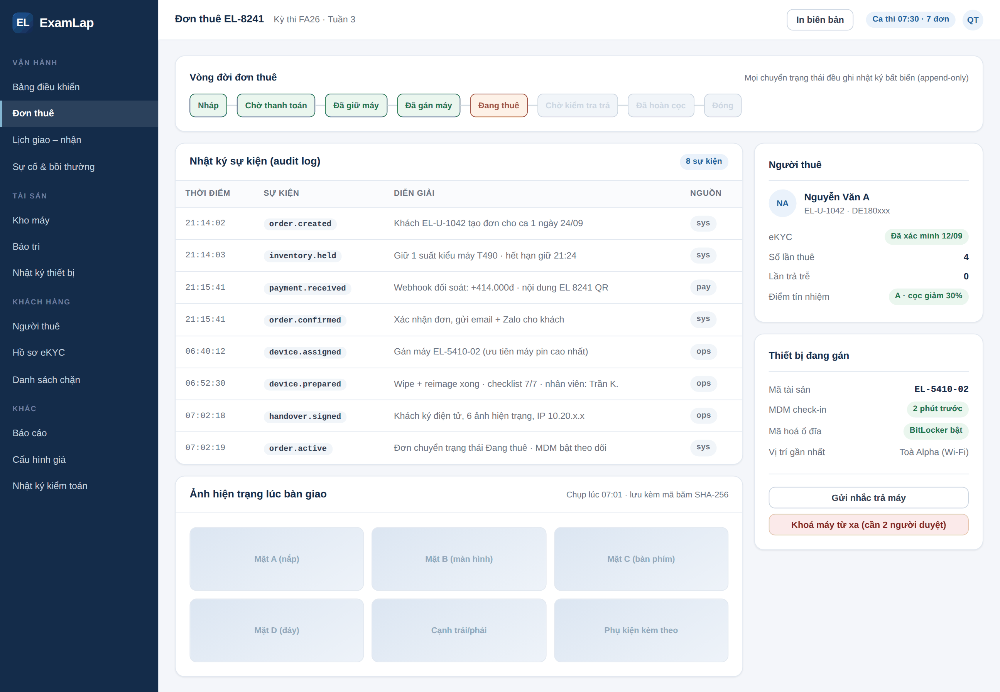 EL ExamLap
VẬN HÀNH
Bảng điều khiển
Đơn thuê
Lịch giao – nhận
Sự cố & bồi thường
TÀI SẢN
Kho máy
Bảo trì
Nhật ký thiết bị
KHÁCH HÀNG
Người thuê
Hồ sơ eKYC
Danh sách chặn
KHÁC
Báo cáo
Cấu hình giá
Nhật ký kiểm toán
Đơn thuê EL-8241 Kỳ thi FA26 · Tuần 3 In biên bản Ca thi 07:30 · 7 đơn QT
Vòng đời đơn thuê Mọi chuyển trạng thái đều ghi nhật ký bất biến (append-only)
Nháp Chờ thanh toán Đã giữ máy Đã gán máy Đang thuê Chờ kiểm tra trả Đã hoàn cọc Đóng
Nhật ký sự kiện (audit log) 8 sự kiện
THỜI ĐIỂM SỰ KIỆN DIỄN GIẢI NGUỒN
21:14:02 order.created Khách EL-U-1042 tạo đơn cho ca 1 ngày 24/09 sys
21:14:03 inventory.held Giữ 1 suất kiểu máy T490 · hết hạn giữ 21:24 sys
21:15:41 payment.received Webhook đối soát: +414.000đ · nội dung EL 8241 QR pay
21:15:41 order.confirmed Xác nhận đơn, gửi email + Zalo cho khách sys
06:40:12 device.assigned Gán máy EL-5410-02 (ưu tiên máy pin cao nhất) ops
06:52:30 device.prepared Wipe + reimage xong · checklist 7/7 · nhân viên: Trần K. ops
07:02:18 handover.signed Khách ký điện tử, 6 ảnh hiện trạng, IP 10.20.x.x ops
07:02:19 order.active Đơn chuyển trạng thái Đang thuê · MDM bật theo dõi sys
Ảnh hiện trạng lúc bàn giao Chụp lúc 07:01 · lưu kèm mã băm SHA-256
Mặt A (nắp) Mặt B (màn hình) Mặt C (bàn phím)
Mặt D (đáy) Cạnh trái/phải Phụ kiện kèm theo
Người thuê
NA Nguyễn Văn A
EL-U-1042 · DE180xxx
eKYC Đã xác minh 12/09
Số lần thuê 4
Lần trả trễ 0
Điểm tín nhiệm A · cọc giảm 30%
Thiết bị đang gán
Mã tài sản EL-5410-02
MDM check-in 2 phút trước
Mã hoá ổ đĩa BitLocker bật
Vị trí gần nhất Toà Alpha (Wi-Fi)
Gửi nhắc trả máy
Khoá máy từ xa (cần 2 người duyệt)